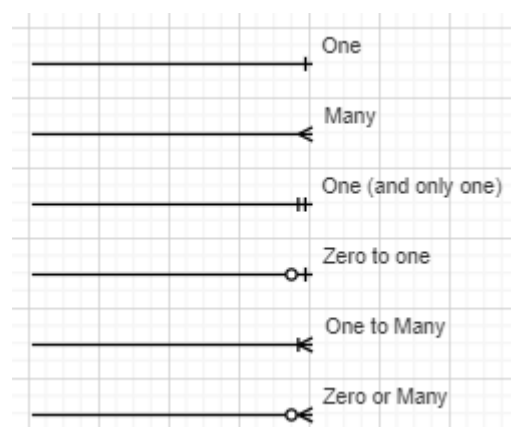 One
Many
One (and only one)
Zero to one
One to Many
Zero or Many